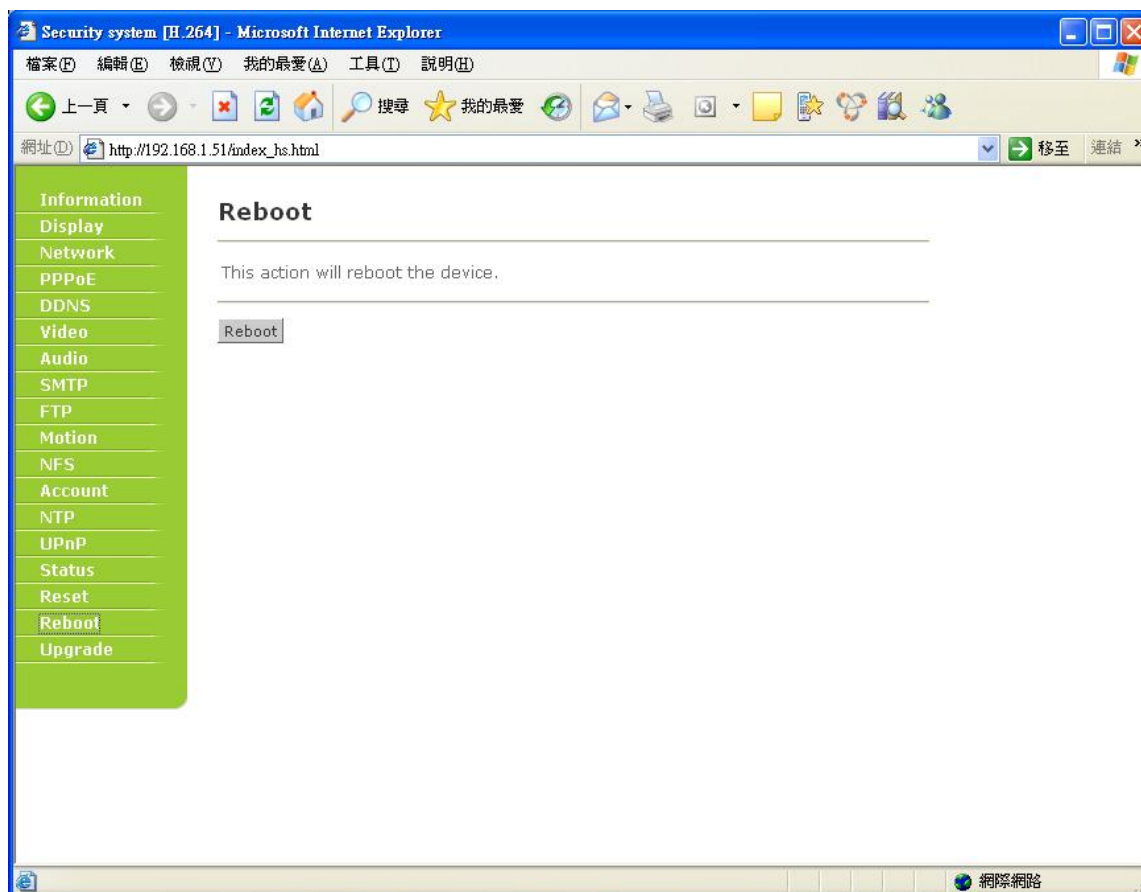 Security system [H.264] - Microsoft Internet Explorer
檔案(F) 編輯(E) 檢視(V) 我的最愛(A) 工具(T) 說明(H)
上一頁 搜尋 我的最愛
網址(D) http://192.168.1.51/index_hs.html 移至 連結 »
Information
Display
Network
PPPoE
DDNS
Video
Audio
SMTP
FTP
Motion
NFS
Account
NTP
UPnP
Status
Reset
Reboot
Upgrade
Reboot
This action will reboot the device.
Reboot
網際網路